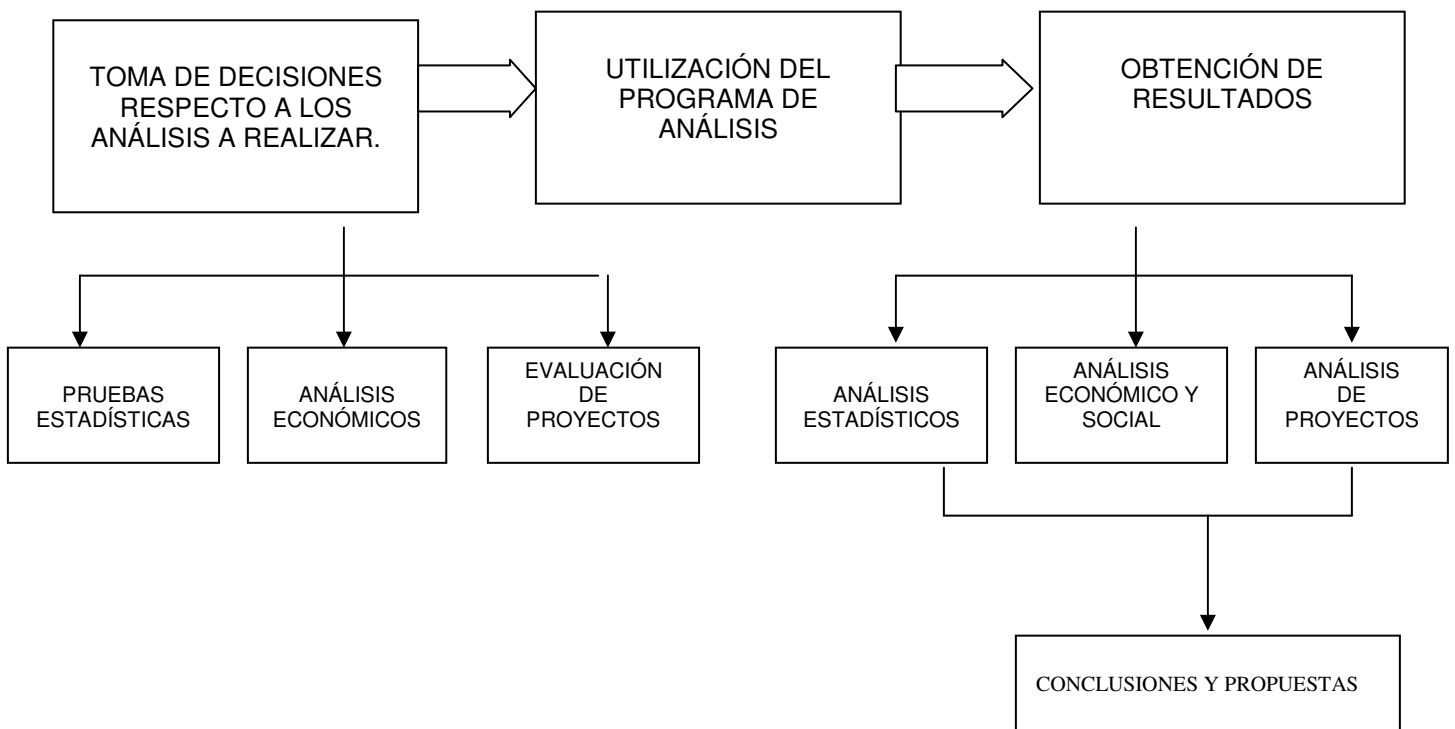 TOMA DE DECISIONES
RESPECTO A LOS
ANÁLISIS A REALIZAR.
UTILIZACIÓN DEL
PROGRAMA DE
ANÁLISIS
OBTENCIÓN DE
RESULTADOS
PRUEBAS
ESTADÍSTICAS
ANÁLISIS
ECONÓMICOS
EVALUACIÓN
DE
PROYECTOS
ANÁLISIS
ESTADÍSTICOS
ANÁLISIS
ECONÓMICO Y
SOCIAL
ANÁLISIS
DE
PROYECTOS
CONCLUSIONES Y PROPUESTAS